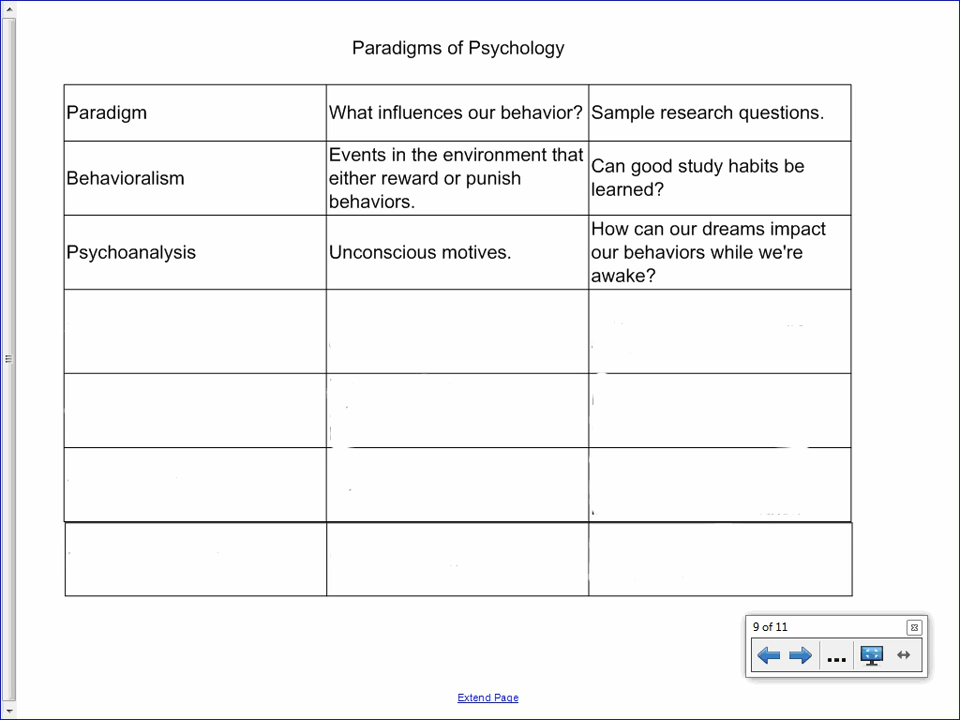 Paradigms of Psychology
Paradigm
What influences our behavior?
Sample research questions.
Behavioralism
Events in the environment that
either reward or punish
behaviors.
Can good study habits be
learned?
Psychoanalysis
Unconscious motives.
How can our dreams impact
our behaviors while we're
awake?
9 of 11
...
Extend Page